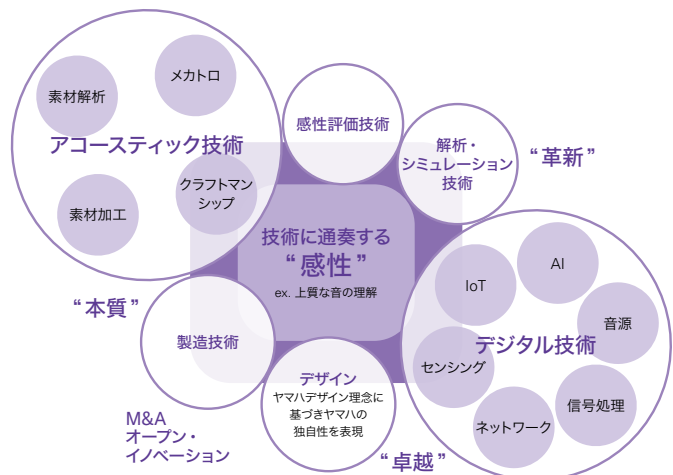 メカトロ
素材解析
アコースティック技術
クラフトマン
シップ
素材加工
感性評価技術
解析・
シミュレーション
技術
“革新”
技術に通奏する
“感性”
ex. 上質な音の理解
“本質”
製造技術
デザイン
ヤマハデザイン理念に
基づきヤマハの
独自性を表現
M&A
オープン・
イノベーション
“卓越”
AI
IoT
音源
デジタル技術
センシング
信号処理
ネットワーク